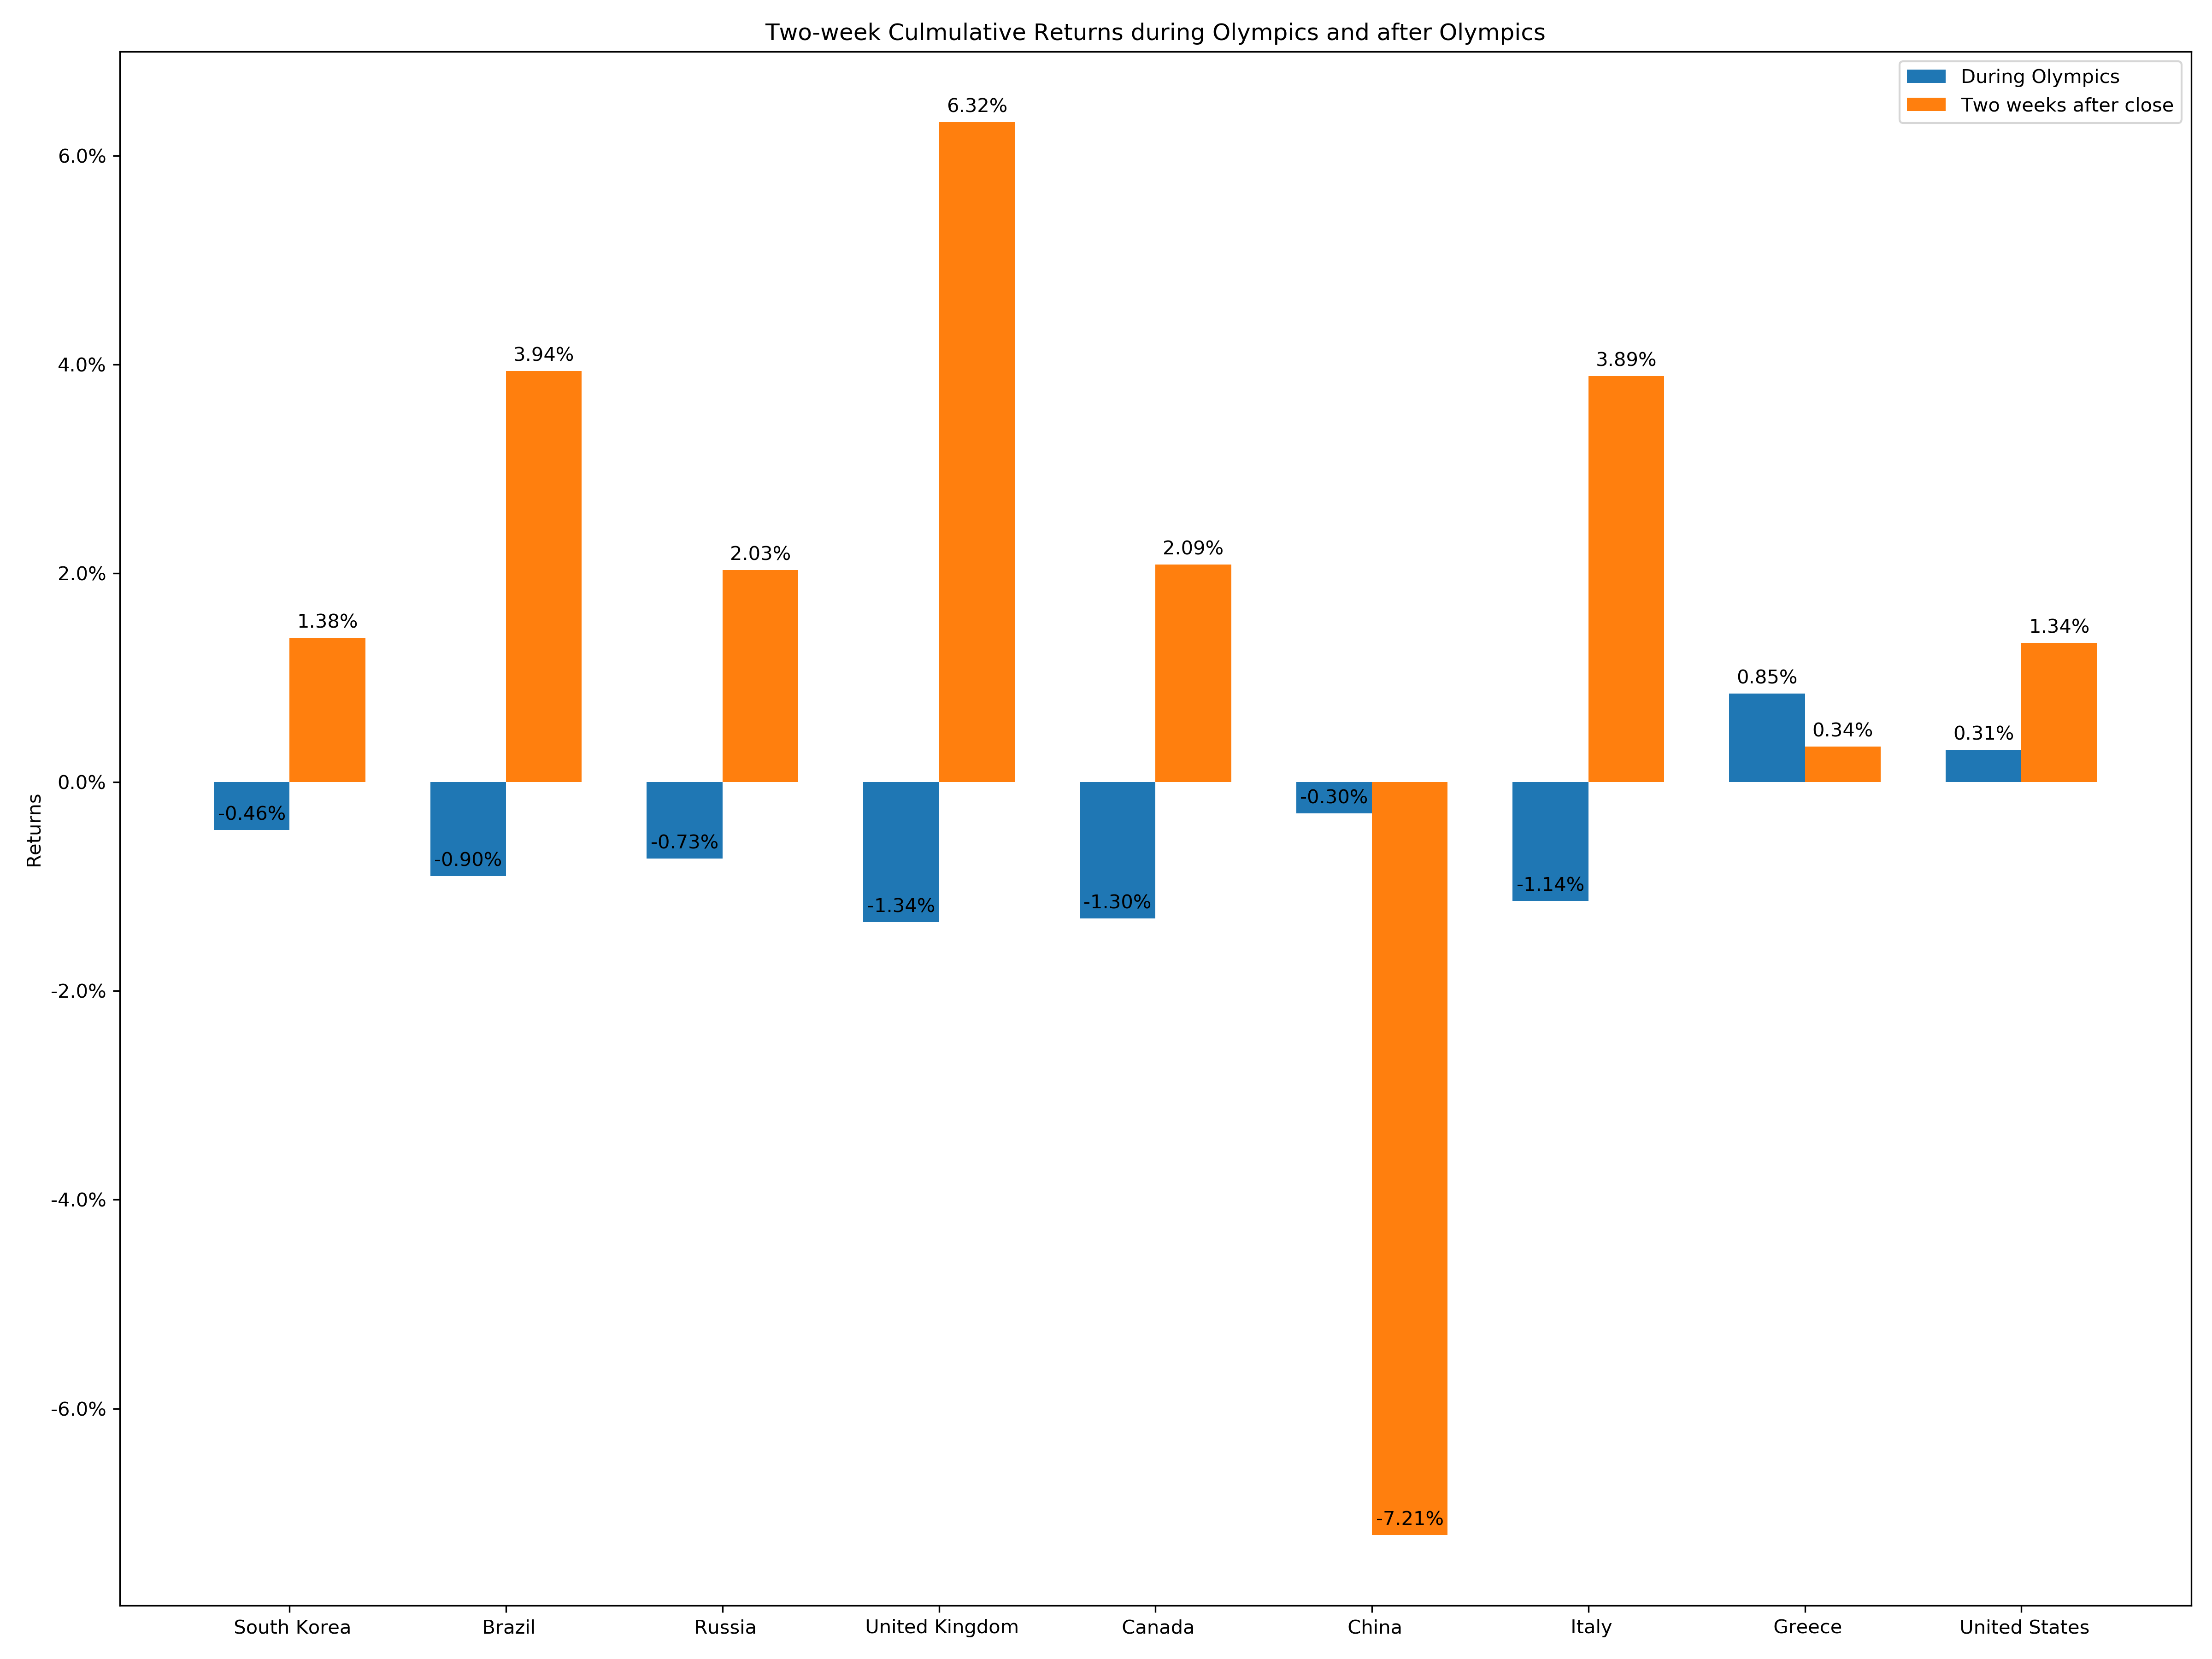 Two-week Culmulative Returns during Olympics and after Olympics
During Olympics
Two weeks after close
Returns
6.0%
4.0%
2.0%
0.0%
-2.0%
-4.0%
-6.0%
-0.46%
1.38%
-0.90%
3.94%
-0.73%
2.03%
-1.34%
6.32%
-1.30%
2.09%
-0.30%
-7.21%
-1.14%
3.89%
0.85%
0.34%
0.31%
1.34%
South Korea
Brazil
Russia
United Kingdom
Canada
China
Italy
Greece
United States